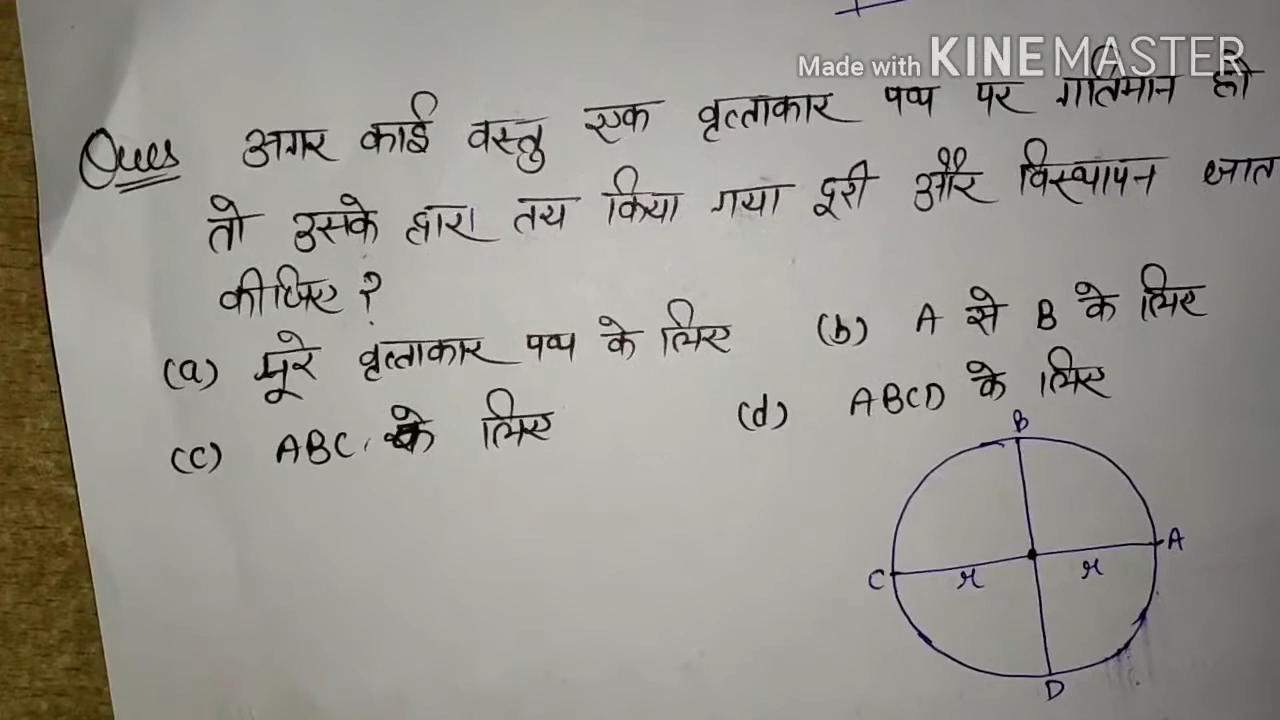 Made with KINEMASTER
Ques अगर काई वस्तु एक वृत्ताकार पथ पर गतिमान हो
तो उसके द्वारा तय किया गया दूरी और विस्थापन ज्ञात
कीजिए ?
(a) पूरे वृत्ताकार पथ के लिए (b) A से B के लिए
(c) ABC के लिए (d) ABCD के लिए
B
A
C r r
D